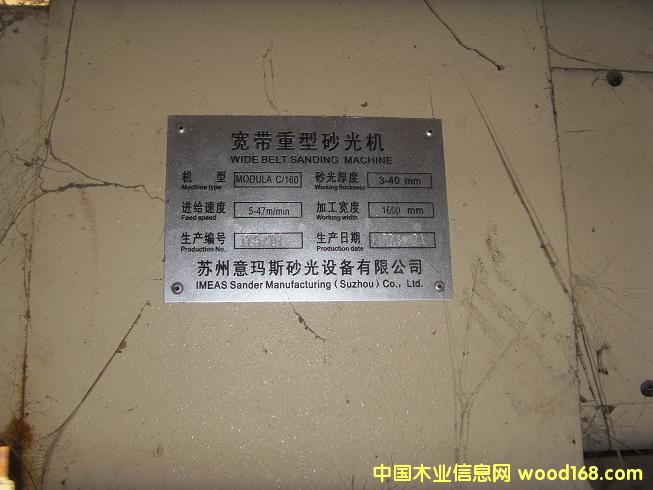 宽带重型砂光机
WIDE BELT SANDING MACHINE
机 型 MODULA C/160 砂光厚度 3-40 mm
Machine type Working thickness
进给速度 5-47m/min 加工宽度 1600 mm
Feed speed Working width
生产编号 生产日期
Production No. Production date
苏州意玛斯砂光设备有限公司
IMEAS Sander Manufacturing (Suzhou) Co., Ltd.
中国木业信息网 wood168.com